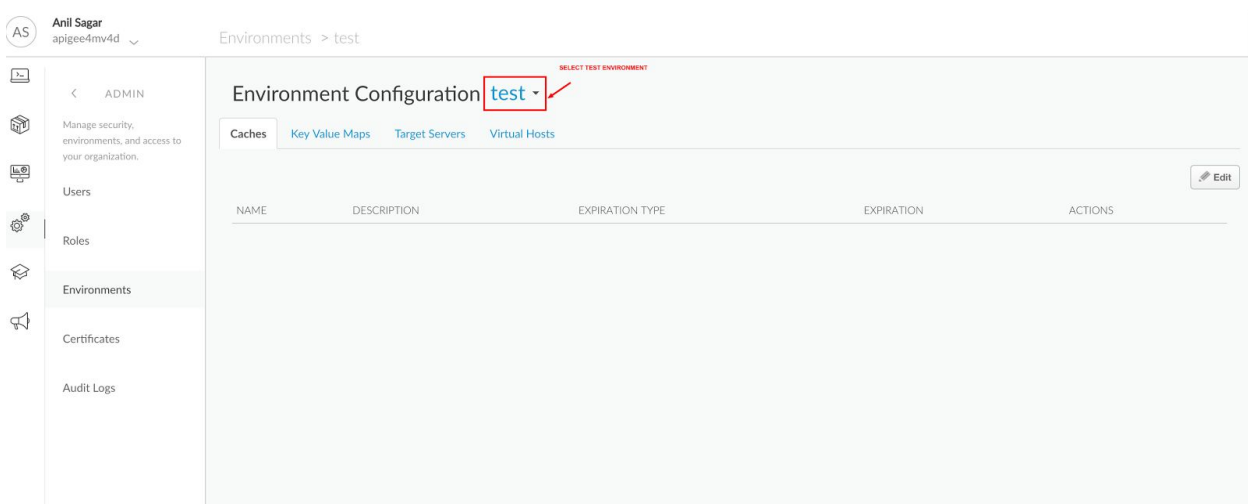 AS
Anil Sagar
apigee4mv4d
Environments > test
ADMIN
Manage security,
environments, and access to
your organization.
Users
Roles
Environments
Certificates
Audit Logs
SELECT TEST ENVIRONMENT
Environment Configuration test
Caches Key Value Maps Target Servers Virtual Hosts
Edit
NAME DESCRIPTION EXPIRATION TYPE EXPIRATION ACTIONS